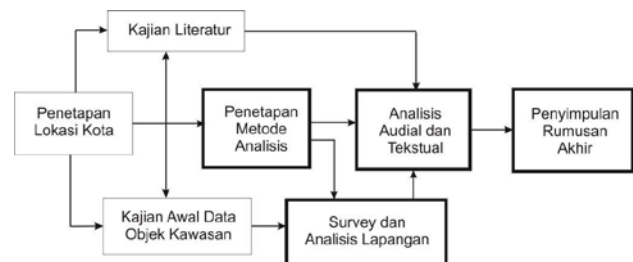 Kajian Literatur
Penetapan
Lokasi Kota
Penetapan
Metode
Analisis
Analisis
Audial dan
Tekstual
Penyimpulan
Rumusan
Akhir
Kajian Awal Data
Objek Kawasan
Survey dan
Analisis Lapangan